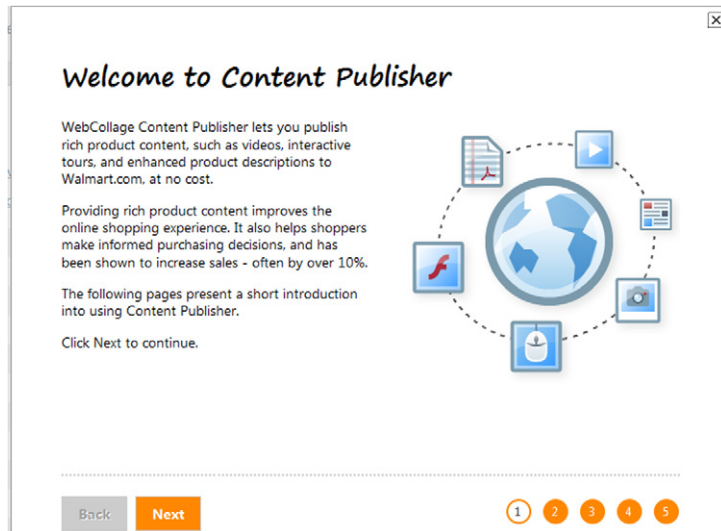 Welcome to Content Publisher
WebCollage Content Publisher lets you publish
rich product content, such as videos, interactive
tours, and enhanced product descriptions to
Walmart.com, at no cost.
Providing rich product content improves the
online shopping experience. It also helps shoppers
make informed purchasing decisions, and has
been shown to increase sales - often by over 10%.
The following pages present a short introduction
into using Content Publisher.
Click Next to continue.
Back Next 1 2 3 4 5